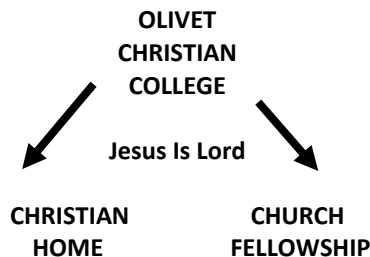 OLIVET
CHRISTIAN
COLLEGE
Jesus Is Lord
CHRISTIAN
HOME
CHURCH
FELLOWSHIP